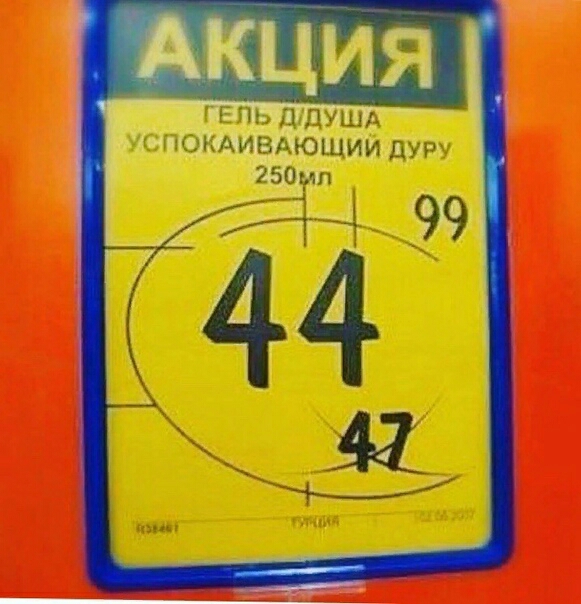 АКЦИЯ
ГЕЛЬ Д/ДУША
УСПОКАИВАЮЩИЙ ДУРУ
250мл
99
44
47
ТУРЦИЯ